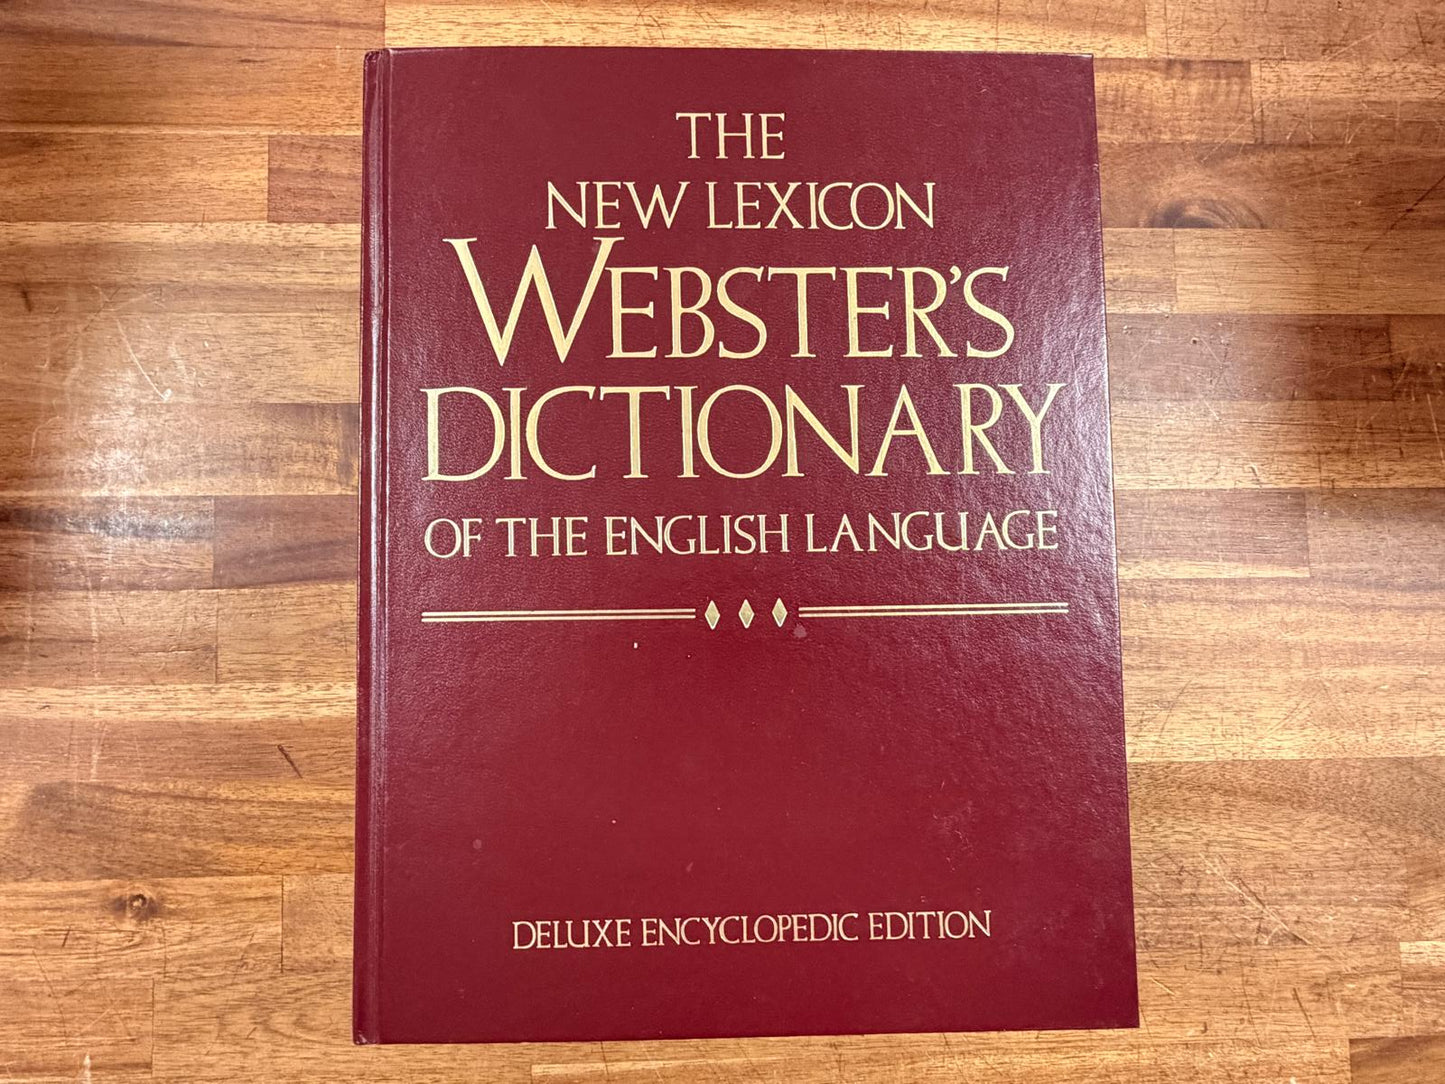 THE
NEW LEXICON
WEBSTER'S
DICTIONARY
OF THE ENGLISH LANGUAGE
DELUXE ENCYCLOPEDIC EDITION